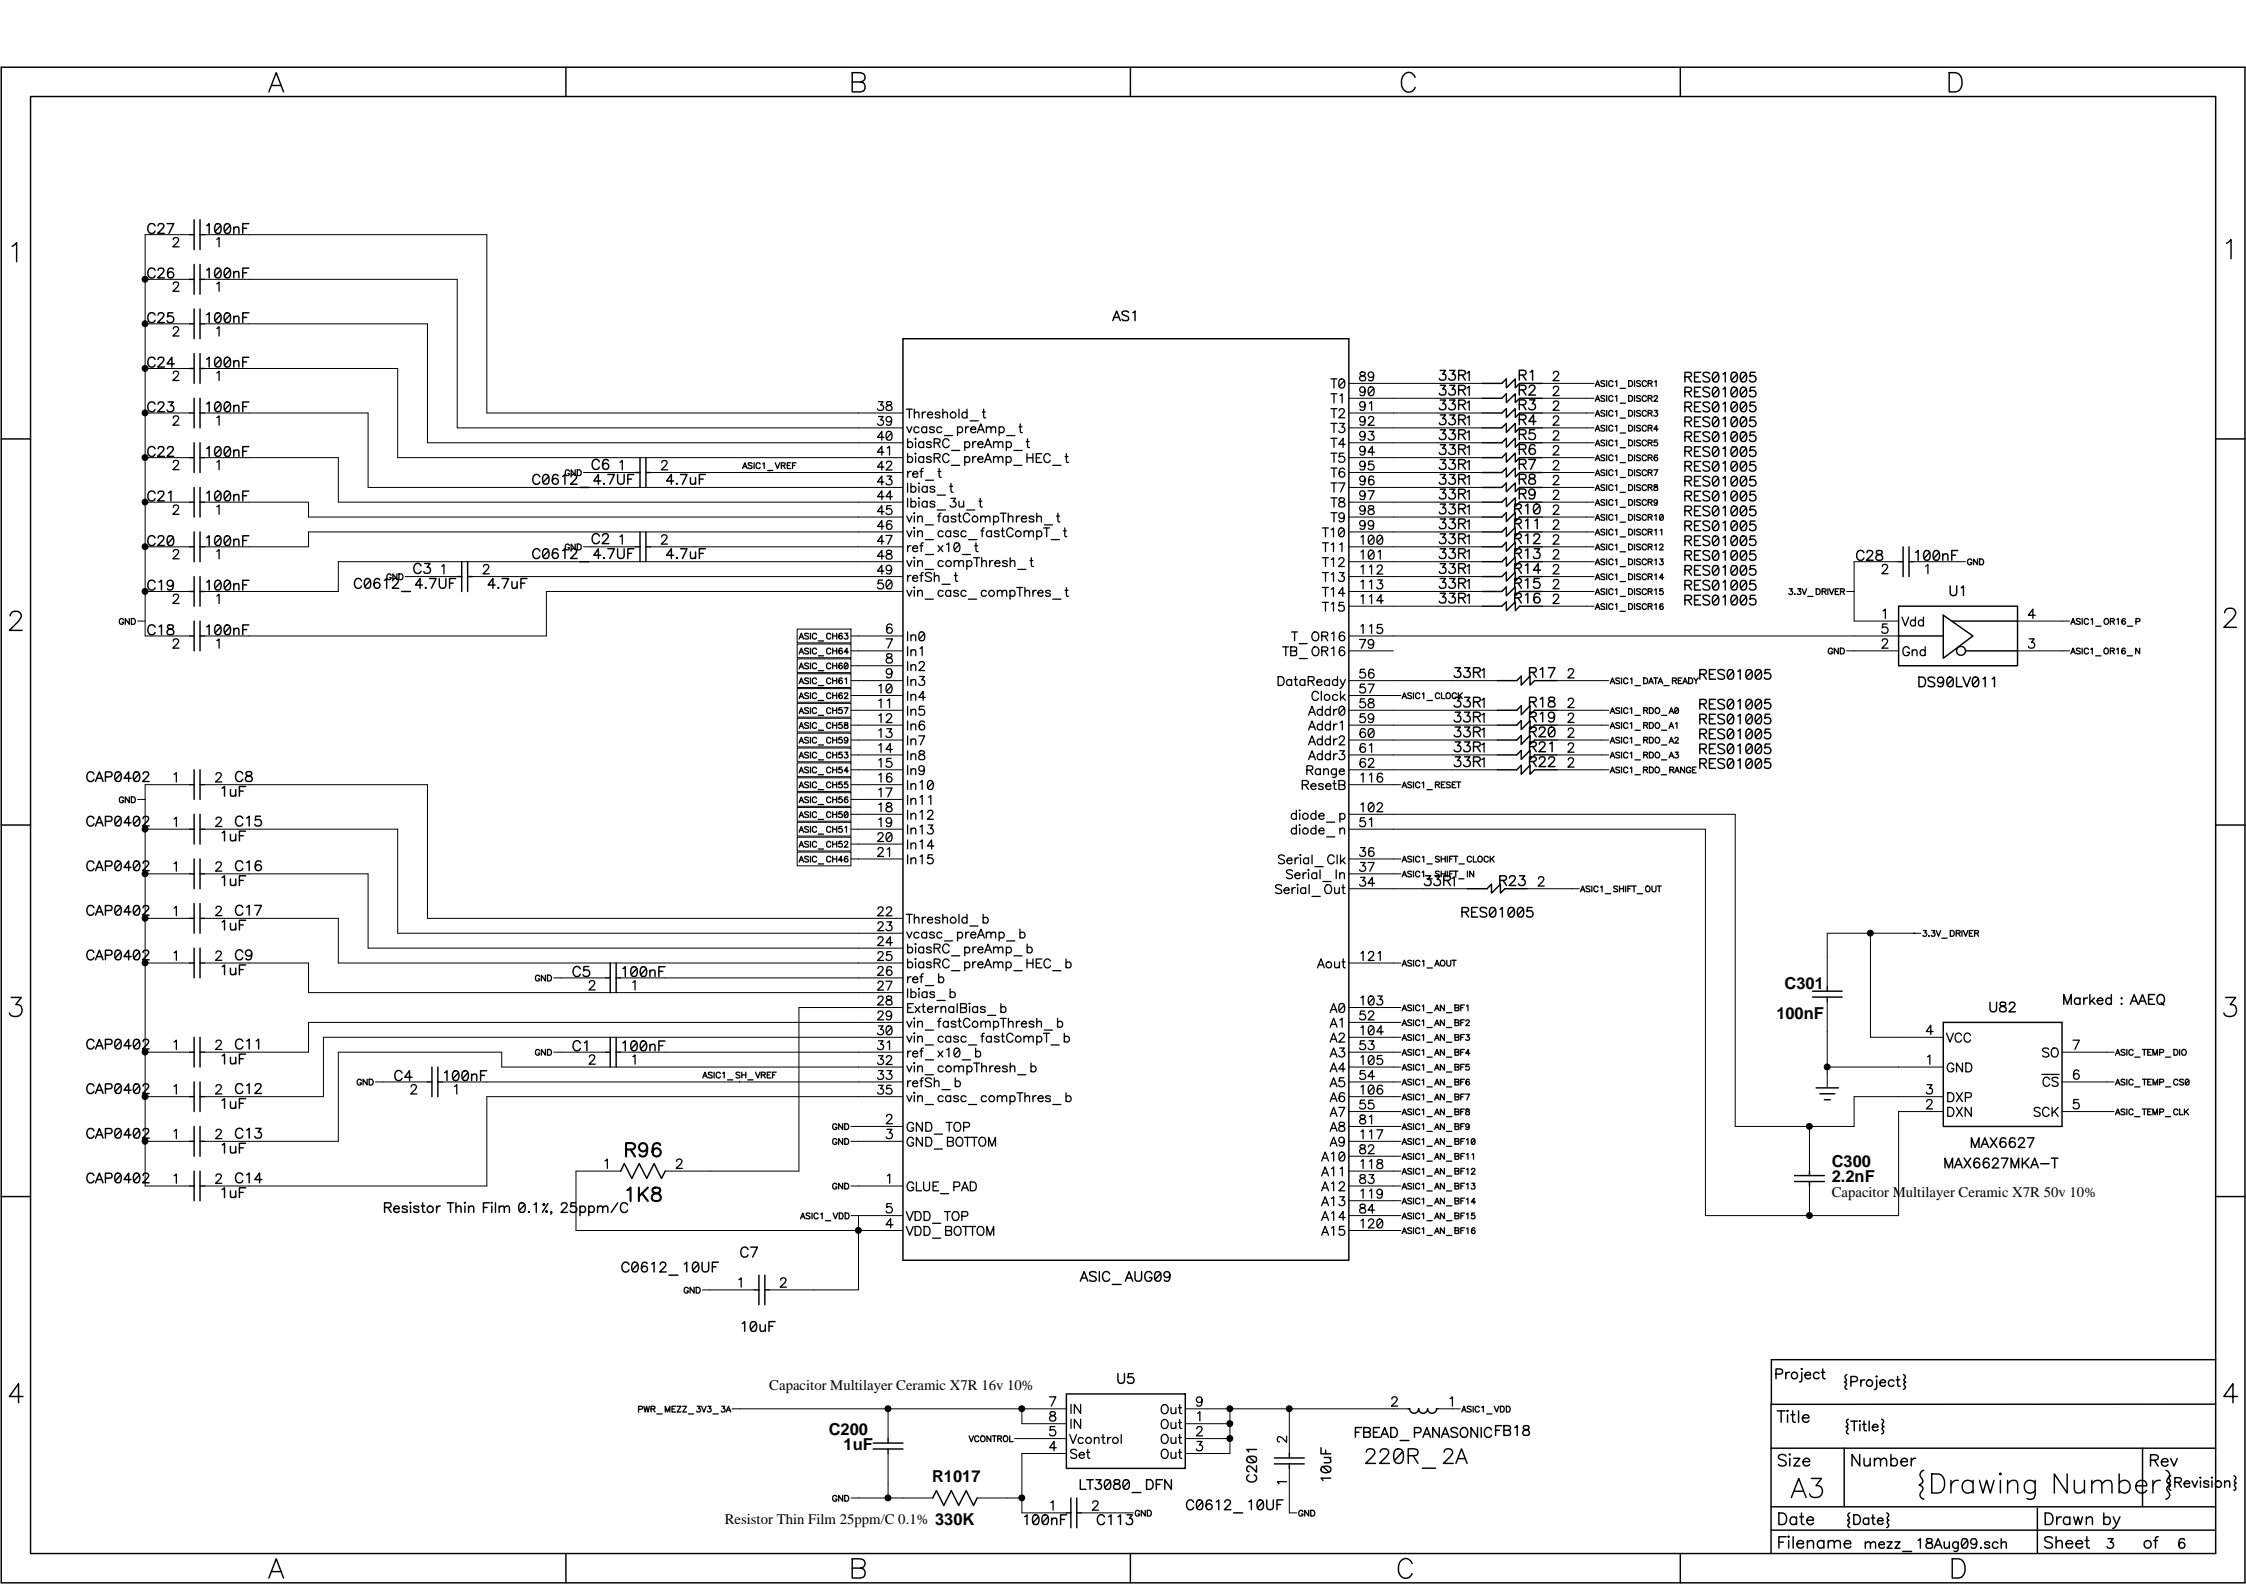 A B C D
1 1
2 2
3 3
4 4
A B C D
C27 100nF
2 1
C26 100nF
2 1
C25 100nF
2 1
C24 100nF
2 1
C23 100nF
2 1
C22 100nF
2 1
C21 100nF
2 1
C20 100nF
2 1
C19 100nF
2 1
GND
C18 100nF
2 1
GND C6 1 2 ASIC1_VREF
C0612_4.7UF 4.7uF
GND C2 1 2
C0612_4.7UF 4.7uF
GND C3 1 2
C0612_4.7UF 4.7uF
AS1
38 Threshold_t
39 vcasc_preAmp_t
40 biasRC_preAmp_t
41 biasRC_preAmp_HEC_t
42 ref_t
43 Ibias_t
44 Ibias_3u_t
45 vin_fastCompThresh_t
46 vin_casc_fastCompT_t
47 ref_x10_t
48 vin_compThresh_t
49 refSh_t
50 vin_casc_compThres_t
ASIC_CH63 6 In0
ASIC_CH64 7 In1
ASIC_CH60 8 In2
ASIC_CH61 9 In3
ASIC_CH62 10 In4
ASIC_CH57 11 In5
ASIC_CH58 12 In6
ASIC_CH59 13 In7
ASIC_CH53 14 In8
ASIC_CH54 15 In9
ASIC_CH55 16 In10
ASIC_CH56 17 In11
ASIC_CH50 18 In12
ASIC_CH51 19 In13
ASIC_CH52 20 In14
ASIC_CH46 21 In15
CAP0402 1 2 C8
1uF
GND
CAP0402 1 2 C15
1uF
CAP0402 1 2 C16
1uF
CAP0402 1 2 C17
1uF
CAP0402 1 2 C9
1uF
CAP0402 1 2 C11
1uF
CAP0402 1 2 C12
1uF
CAP0402 1 2 C13
1uF
CAP0402 1 2 C14
1uF
GND C5 100nF
2 1
GND C1 100nF
2 1
GND C4 100nF
2 1
ASIC1_SH_VREF
22 Threshold_b
23 vcasc_preAmp_b
24 biasRC_preAmp_b
25 biasRC_preAmp_HEC_b
26 ref_b
27 Ibias_b
28 ExternalBias_b
29 vin_fastCompThresh_b
30 vin_casc_fastCompT_b
31 ref_x10_b
32 vin_compThresh_b
33 refSh_b
35 vin_casc_compThres_b
GND 2 GND_TOP
GND 3 GND_BOTTOM
GND 1 GLUE_PAD
ASIC1_VDD 5 VDD_TOP
4 VDD_BOTTOM
R96
1 2
1K8
Resistor Thin Film 0.1%, 25ppm/C
C7
C0612_10UF
GND 1 2
10uF
ASIC_AUG09
T0 89 33R1 R1 2 ASIC1_DISCR1 RES01005
T1 90 33R1 R2 2 ASIC1_DISCR2 RES01005
T2 91 33R1 R3 2 ASIC1_DISCR3 RES01005
T3 92 33R1 R4 2 ASIC1_DISCR4 RES01005
T4 93 33R1 R5 2 ASIC1_DISCR5 RES01005
T5 94 33R1 R6 2 ASIC1_DISCR6 RES01005
T6 95 33R1 R7 2 ASIC1_DISCR7 RES01005
T7 96 33R1 R8 2 ASIC1_DISCR8 RES01005
T8 97 33R1 R9 2 ASIC1_DISCR9 RES01005
T9 98 33R1 R10 2 ASIC1_DISCR10 RES01005
T10 99 33R1 R11 2 ASIC1_DISCR11 RES01005
T11 100 33R1 R12 2 ASIC1_DISCR12 RES01005
T12 101 33R1 R13 2 ASIC1_DISCR13 RES01005
T13 112 33R1 R14 2 ASIC1_DISCR14 RES01005
T14 113 33R1 R15 2 ASIC1_DISCR15 RES01005
T15 114 33R1 R16 2 ASIC1_DISCR16 RES01005
T_OR16 115
TB_OR16 79
DataReady 56 33R1 R17 2 ASIC1_DATA_READY RES01005
Clock 57 ASIC1_CLOCK
Addr0 58 33R1 R18 2 ASIC1_RDO_A0 RES01005
Addr1 59 33R1 R19 2 ASIC1_RDO_A1 RES01005
Addr2 60 33R1 R20 2 ASIC1_RDO_A2 RES01005
Addr3 61 33R1 R21 2 ASIC1_RDO_A3 RES01005
Range 62 33R1 R22 2 ASIC1_RDO_RANGE RES01005
ResetB 116 ASIC1_RESET
diode_p 102
diode_n 51
Serial_Clk 36 ASIC1_SHIFT_CLOCK
Serial_In 37 ASIC1_SHIFT_IN
Serial_Out 34 33R1 R23 2 ASIC1_SHIFT_OUT
RES01005
Aout 121 ASIC1_AOUT
A0 103 ASIC1_AN_BF1
A1 52 ASIC1_AN_BF2
A2 104 ASIC1_AN_BF3
A3 53 ASIC1_AN_BF4
A4 105 ASIC1_AN_BF5
A5 54 ASIC1_AN_BF6
A6 106 ASIC1_AN_BF7
A7 55 ASIC1_AN_BF8
A8 81 ASIC1_AN_BF9
A9 117 ASIC1_AN_BF10
A10 82 ASIC1_AN_BF11
A11 118 ASIC1_AN_BF12
A12 83 ASIC1_AN_BF13
A13 119 ASIC1_AN_BF14
A14 84 ASIC1_AN_BF15
A15 120 ASIC1_AN_BF16
C28 100nF
2 1 GND
3.3V_DRIVER U1
1 Vdd 4 ASIC1_OR16_P
5
GND 2 Gnd 3 ASIC1_OR16_N
DS90LV011
3.3V_DRIVER
C301
100nF
U82 Marked : AAEQ
4 VCC
SO 7 ASIC_TEMP_DIO
1 GND
CS 6 ASIC_TEMP_CS0
3 DXP
2 DXN SCK 5 ASIC_TEMP_CLK
MAX6627
MAX6627MKA-T
C300
2.2nF
Capacitor Multilayer Ceramic X7R 50v 10%
Capacitor Multilayer Ceramic X7R 16v 10%
U5
PWR_MEZZ_3V3_3A 7 IN Out 9
8 IN Out 1
VCONTROL 5 Vcontrol Out 2
4 Set Out 3
LT3080_DFN
C200
1uF
GND R1017
330K
Resistor Thin Film 25ppm/C 0.1%
1 2 GND
100nF C113
C201 2 1 10uF
C0612_10UF GND
2 1 ASIC1_VDD
FBEAD_PANASONIC FB18
220R_2A
Project {Project}
Title {Title}
Size Number Rev
A3 {Drawing Number} {Revision}
Date {Date} Drawn by
Filename mezz_18Aug09.sch Sheet 3 of 6